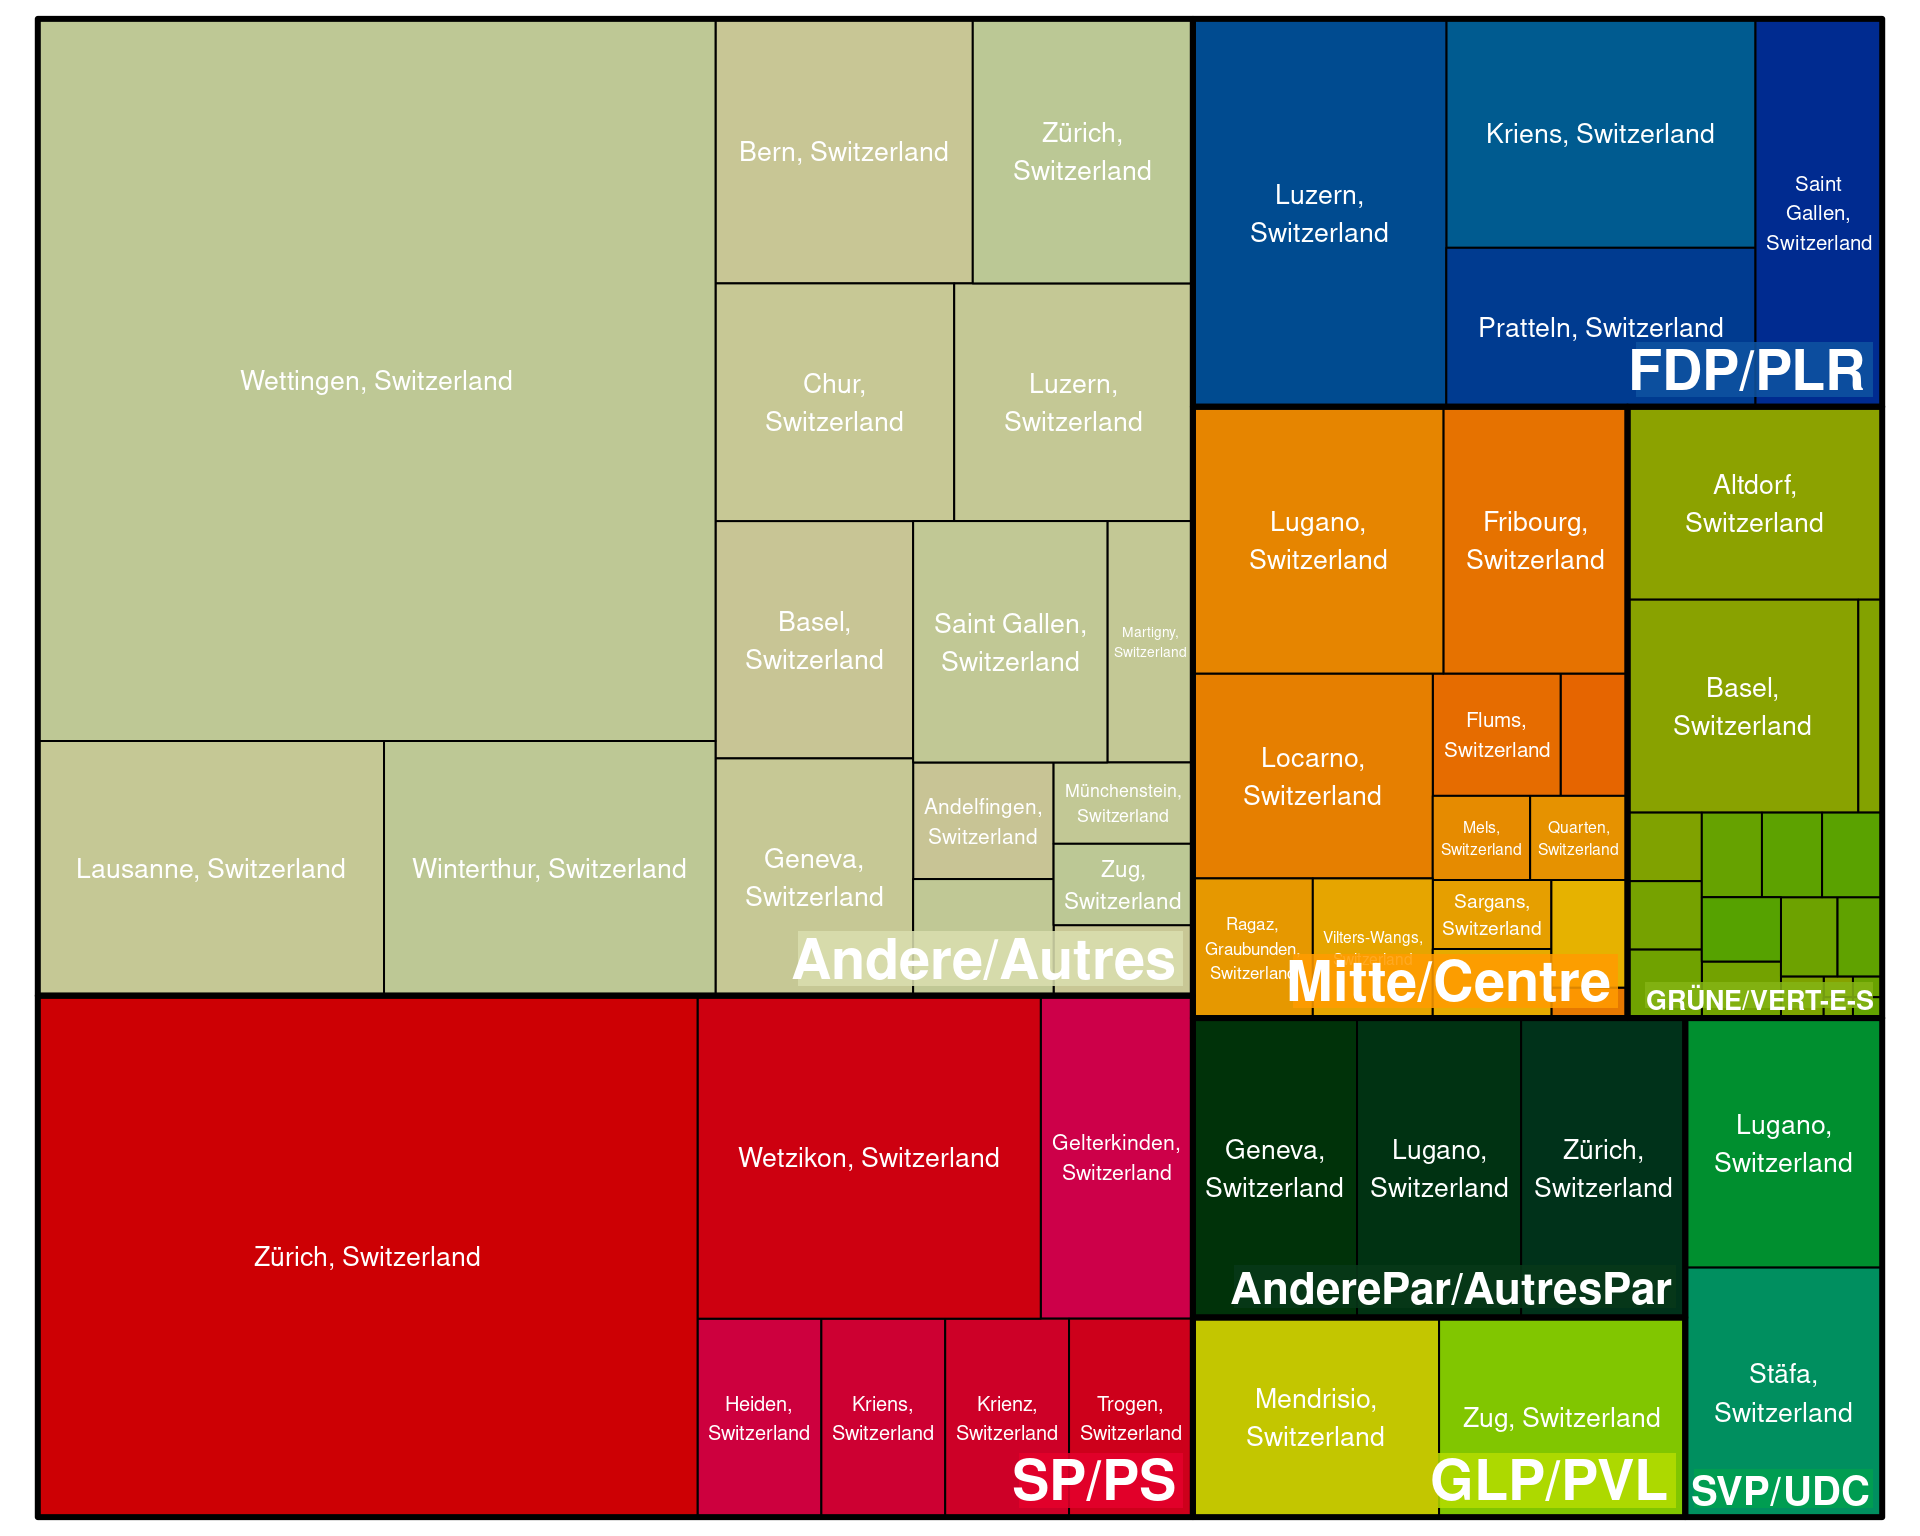 Wettingen, Switzerland
Bern, Switzerland
Zürich,
Switzerland
Chur,
Switzerland
Luzern,
Switzerland
Basel,
Switzerland
Saint Gallen,
Switzerland
Martigny,
Switzerland
Lausanne, Switzerland
Winterthur, Switzerland
Geneva,
Switzerland
Andelfingen,
Switzerland
Münchenstein,
Switzerland
Zug,
Switzerland
Andere/Autres
Luzern,
Switzerland
Kriens, Switzerland
Saint
Gallen,
Switzerland
Pratteln, Switzerland
FDP/PLR
Lugano,
Switzerland
Fribourg,
Switzerland
Locarno,
Switzerland
Flums,
Switzerland
Mels,
Switzerland
Quarten,
Switzerland
Ragaz,
Graubunden,
Switzerland
Vilters-Wangs,
Switzerland
Sargans,
Switzerland
Mitte/Centre
Altdorf,
Switzerland
Basel,
Switzerland
GRÜNE/VERT-E-S
Zürich, Switzerland
Wetzikon, Switzerland
Gelterkinden,
Switzerland
Heiden,
Switzerland
Kriens,
Switzerland
Krienz,
Switzerland
Trogen,
Switzerland
SP/PS
Geneva,
Switzerland
Lugano,
Switzerland
Zürich,
Switzerland
AnderePar/AutresPar
Mendrisio,
Switzerland
Zug, Switzerland
GLP/PVL
Lugano,
Switzerland
Stäfa,
Switzerland
SVP/UDC